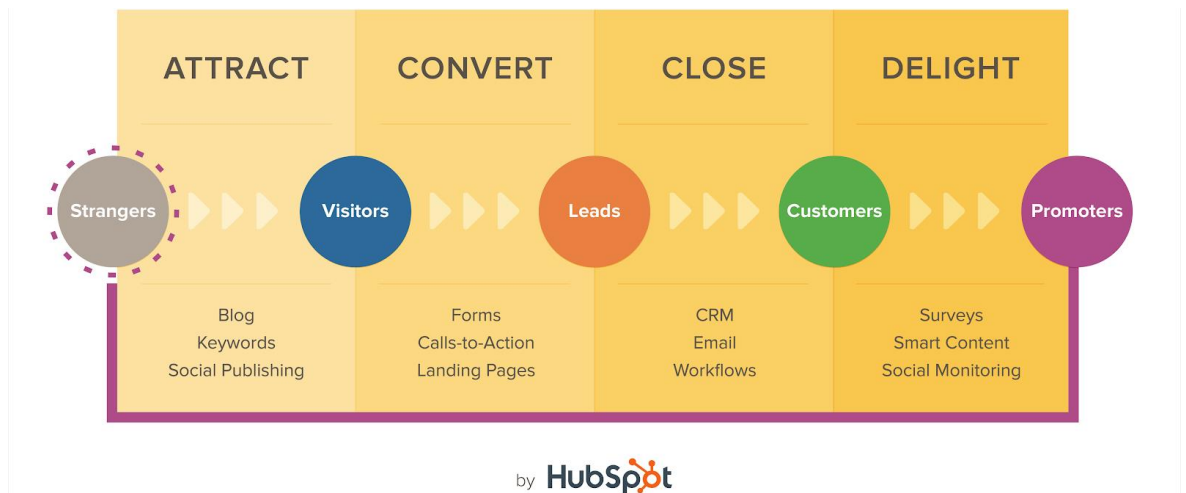 ATTRACT
CONVERT
CLOSE
DELIGHT
Strangers
Visitors
Leads
Customers
Promoters
Blog
Keywords
Social Publishing
Forms
Calls-to-Action
Landing Pages
CRM
Email
Workflows
Surveys
Smart Content
Social Monitoring
by HubSpot